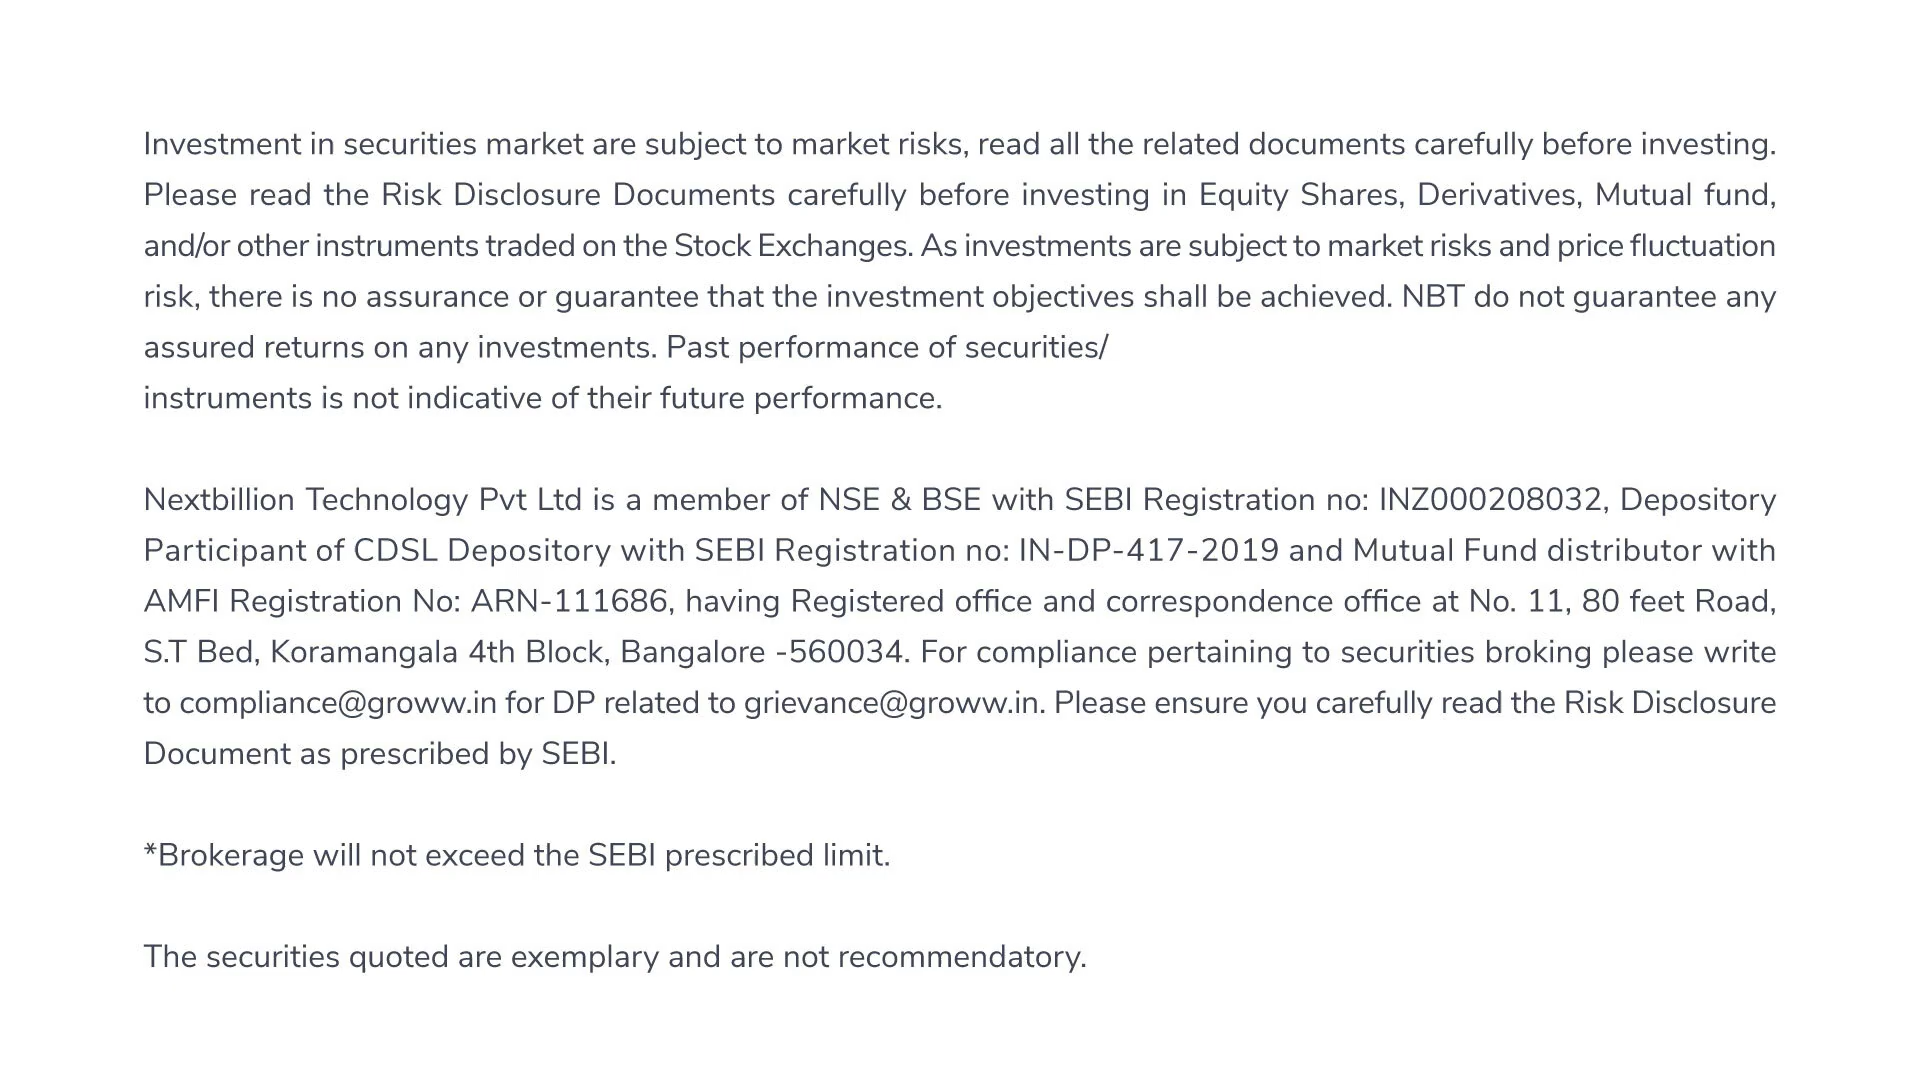 Investment in securities market are subject to market risks, read all the related documents carefully before investing.
Please read the Risk Disclosure Documents carefully before investing in Equity Shares, Derivatives, Mutual fund,
and/or other instruments traded on the Stock Exchanges. As investments are subject to market risks and price fluctuation
risk, there is no assurance or guarantee that the investment objectives shall be achieved. NBT do not guarantee any
assured returns on any investments. Past performance of securities/
instruments is not indicative of their future performance.
Nextbillion Technology Pvt Ltd is a member of NSE & BSE with SEBI Registration no: INZ000208032, Depository
Participant of CDSL Depository with SEBI Registration no: IN-DP-417-2019 and Mutual Fund distributor with
AMFI Registration No: ARN-111686, having Registered office and correspondence office at No. 11, 80 feet Road,
S.T Bed, Koramangala 4th Block, Bangalore -560034. For compliance pertaining to securities broking please write
to compliance@groww.in for DP related to grievance@groww.in. Please ensure you carefully read the Risk Disclosure
Document as prescribed by SEBI.
*Brokerage will not exceed the SEBI prescribed limit.
The securities quoted are exemplary and are not recommendatory.